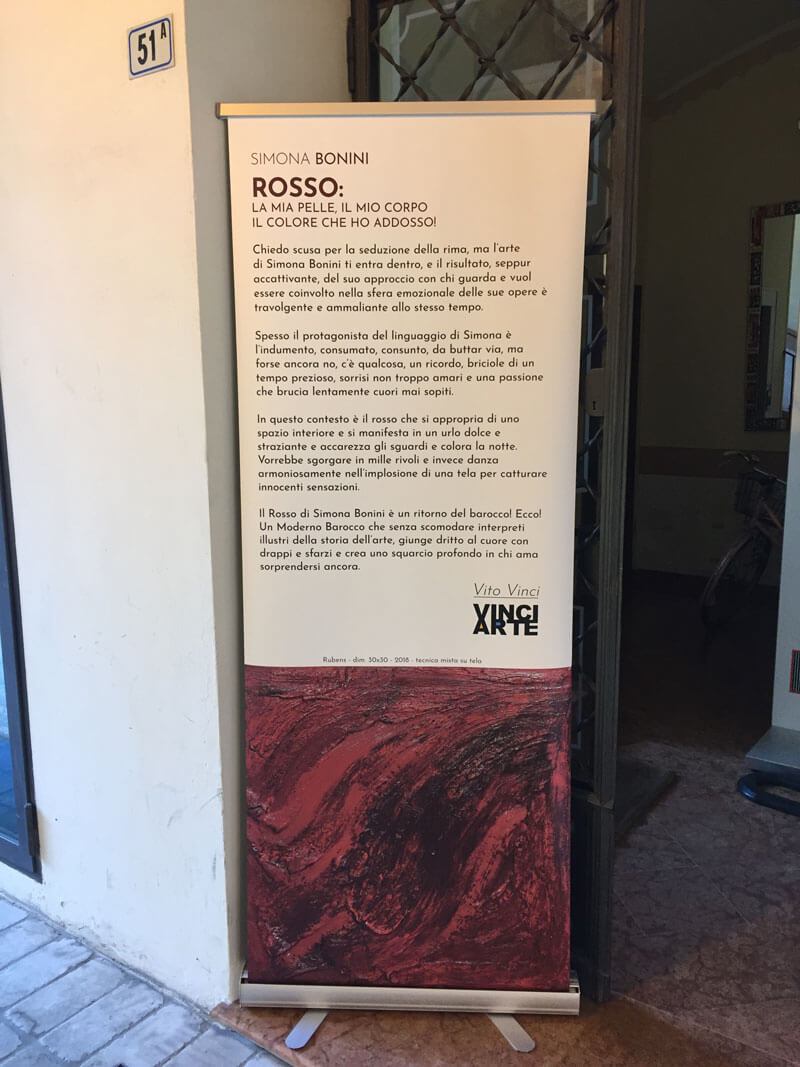 51 A
SIMONA BONINI
ROSSO:
LA MIA PELLE, IL MIO CORPO
IL COLORE CHE HO ADDOSSO!
Chiedo scusa per la seduzione della rima, ma l'arte
di Simona Bonini ti entra dentro, e il risultato, seppur
accattivante, del suo approccio con chi guarda e vuol
essere coinvolto nella sfera emozionale delle sue opere è
travolgente e ammaliante allo stesso tempo.
Spesso il protagonista del linguaggio di Simona è
l'indumento, consumato, consunto, da buttar via, ma
forse ancora no, c'è qualcosa, un ricordo, briciole di un
tempo prezioso, sorrisi non troppo amari e una passione
che brucia lentamente cuori mai sopiti.
In questo contesto è il rosso che si appropria di uno
spazio interiore e si manifesta in un urlo dolce e
straziante e accarezza gli sguardi e colora la notte.
Vorrebbe sgorgare in mille rivoli e invece danza
armoniosamente nell'implosione di una tela per catturare
innocenti sensazioni.
Il Rosso di Simona Bonini è un ritorno del barocco! Ecco!
Un Moderno Barocco che senza scomodare interpreti
illustri della storia dell'arte, giunge dritto al cuore con
drappi e sfarzi e crea uno squarcio profondo in chi ama
sorprendersi ancora.
Vito Vinci
VINCI
ARTE
Rubens - dim. 30x30 - 2018 - tecnica mista su tela